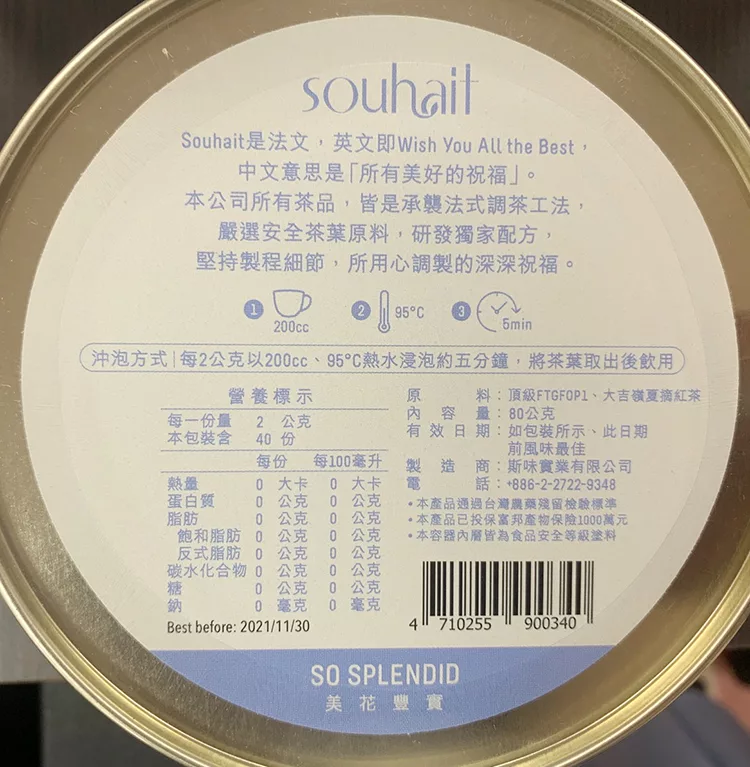 souhait
Souhait是法文，英文即Wish You All the Best，
中文意思是「所有美好的祝福」。
本公司所有茶品，皆是承襲法式調茶工法，
嚴選安全茶葉原料，研發獨家配方，
堅持製程細節，所用心調製的深深祝福。
1 200cc 2 95°C 3 5min
沖泡方式|每2公克以200cc、95°C熱水浸泡約五分鐘，將茶葉取出後飲用
營養標示
每一份量 2 公克
本包裝含 40 份
每份 每100毫升
熱量 0 大卡 0 大卡
蛋白質 0 公克 0 公克
脂肪 0 公克 0 公克
飽和脂肪 0 公克 0 公克
反式脂肪 0 公克 0 公克
碳水化合物 0 公克 0 公克
糖 0 公克 0 公克
鈉 0 毫克 0 毫克
Best before: 2021/11/30
原料：頂級FTGFOP1、大吉嶺夏摘紅茶
內容量：80公克
有效日期：如包裝所示、此日期
前風味最佳
製造商：斯味實業有限公司
電話：+886-2-2722-9348
•本產品通過台灣農藥殘留檢驗標準
•本產品已投保富邦產物保險1000萬元
•本容器內層皆為食品安全等級塗料
4 710255 900340
SO SPLENDID
美花豐實